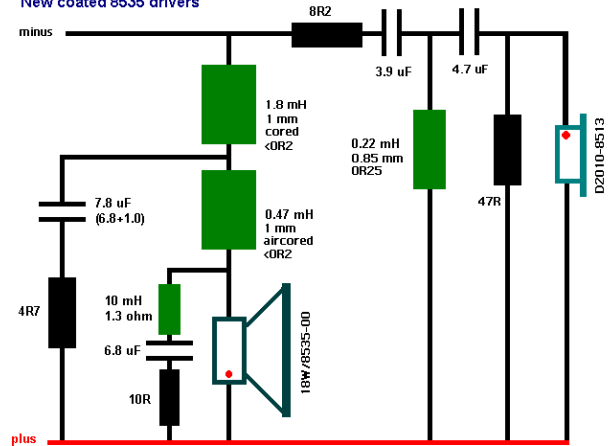 New coated 8535 drivers
minus
8R2
3.9 uF
4.7 uF
1.8 mH
1 mm
cored
<0R2
0.22 mH
0.85 mm
0R25
47R
D2010-8513
7.8 uF
(6.8+1.0)
0.47 mH
1 mm
aircored
<0R2
4R7
10 mH
1.3 ohm
6.8 uF
10R
18W/8535-00
plus